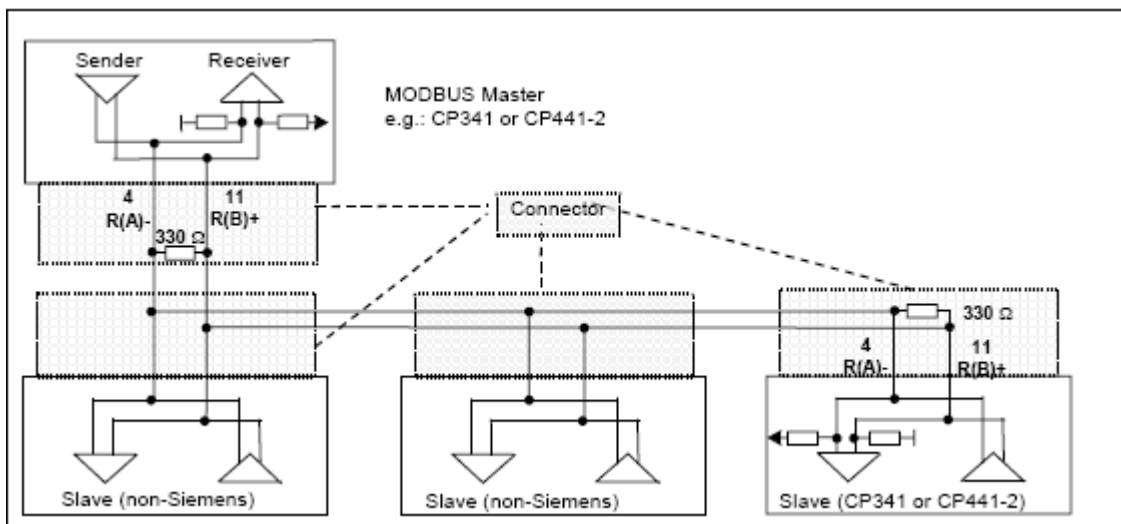 Sender Receiver
MODBUS Master
e.g.: CP341 or CP441-2
4 11
R(A)- R(B)+
330 Ω
Connector
330 Ω
4 11
R(A)- R(B)+
Slave (non-Siemens)
Slave (non-Siemens)
Slave (CP341 or CP441-2)